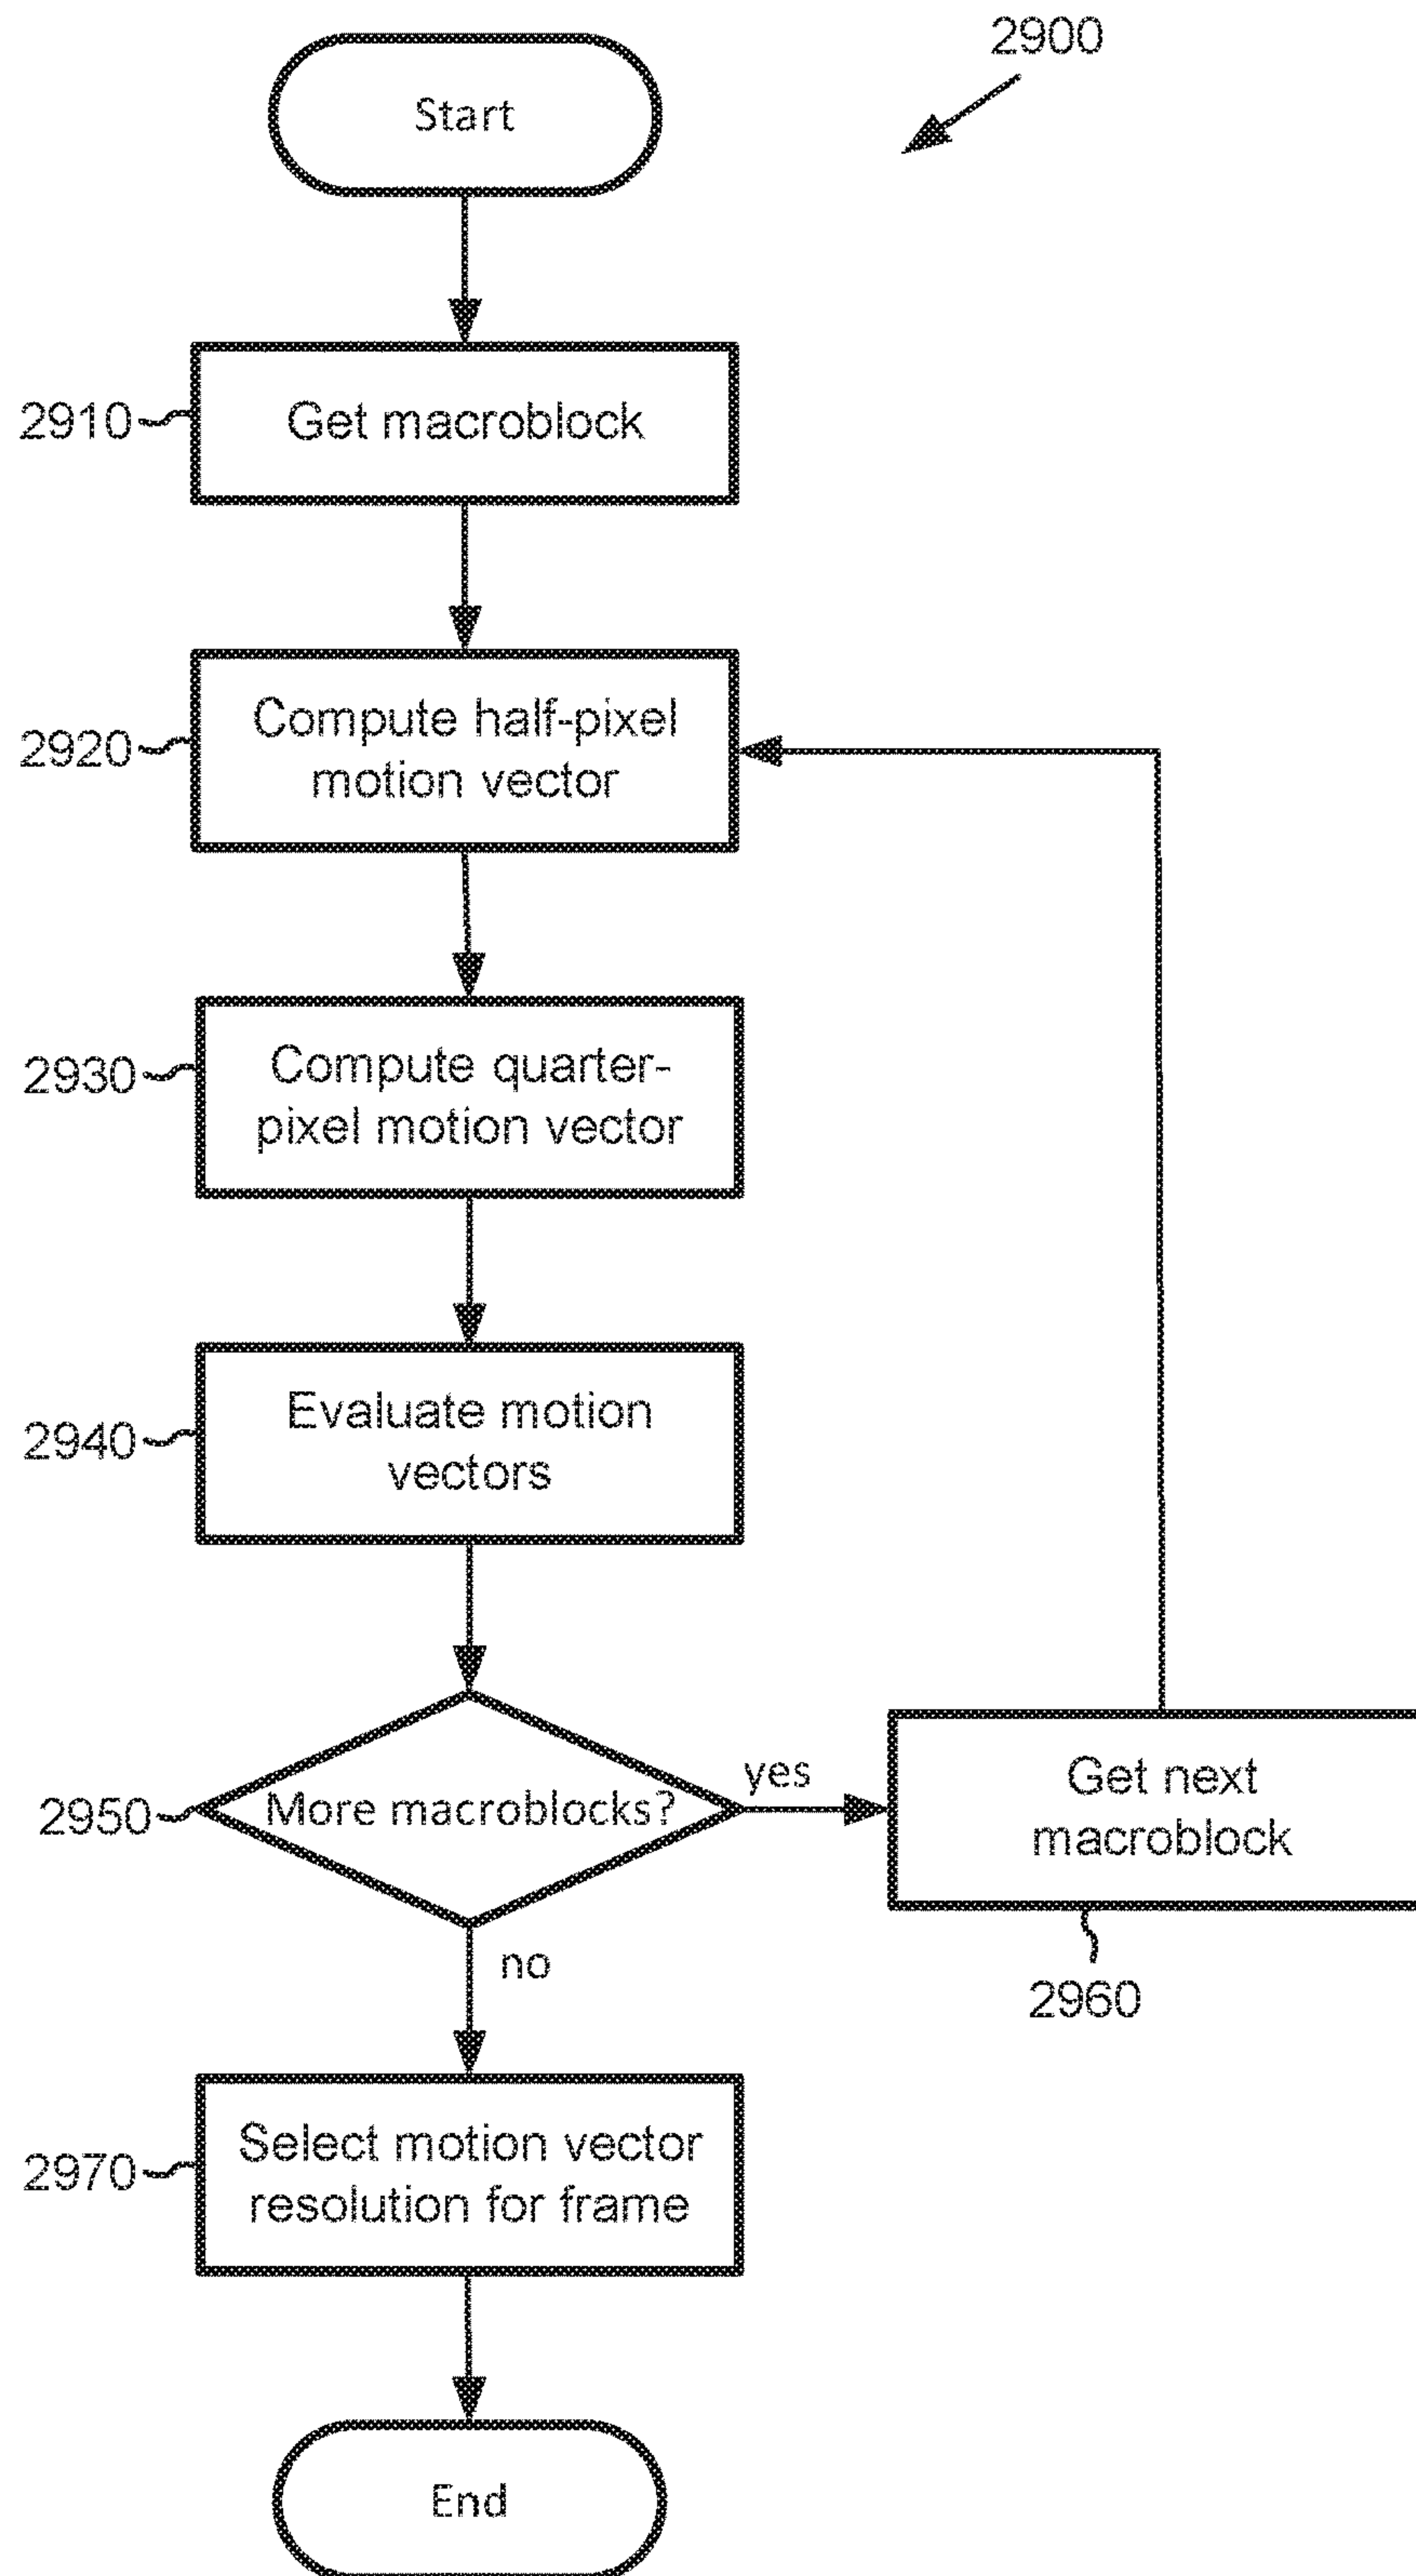 2900
Start
2910
Get macroblock
2920
Compute half-pixel
motion vector
2930
Compute quarter-
pixel motion vector
2940
Evaluate motion
vectors
2950
More macroblocks?
yes
Get next
macroblock
no
2960
2970
Select motion vector
resolution for frame
End